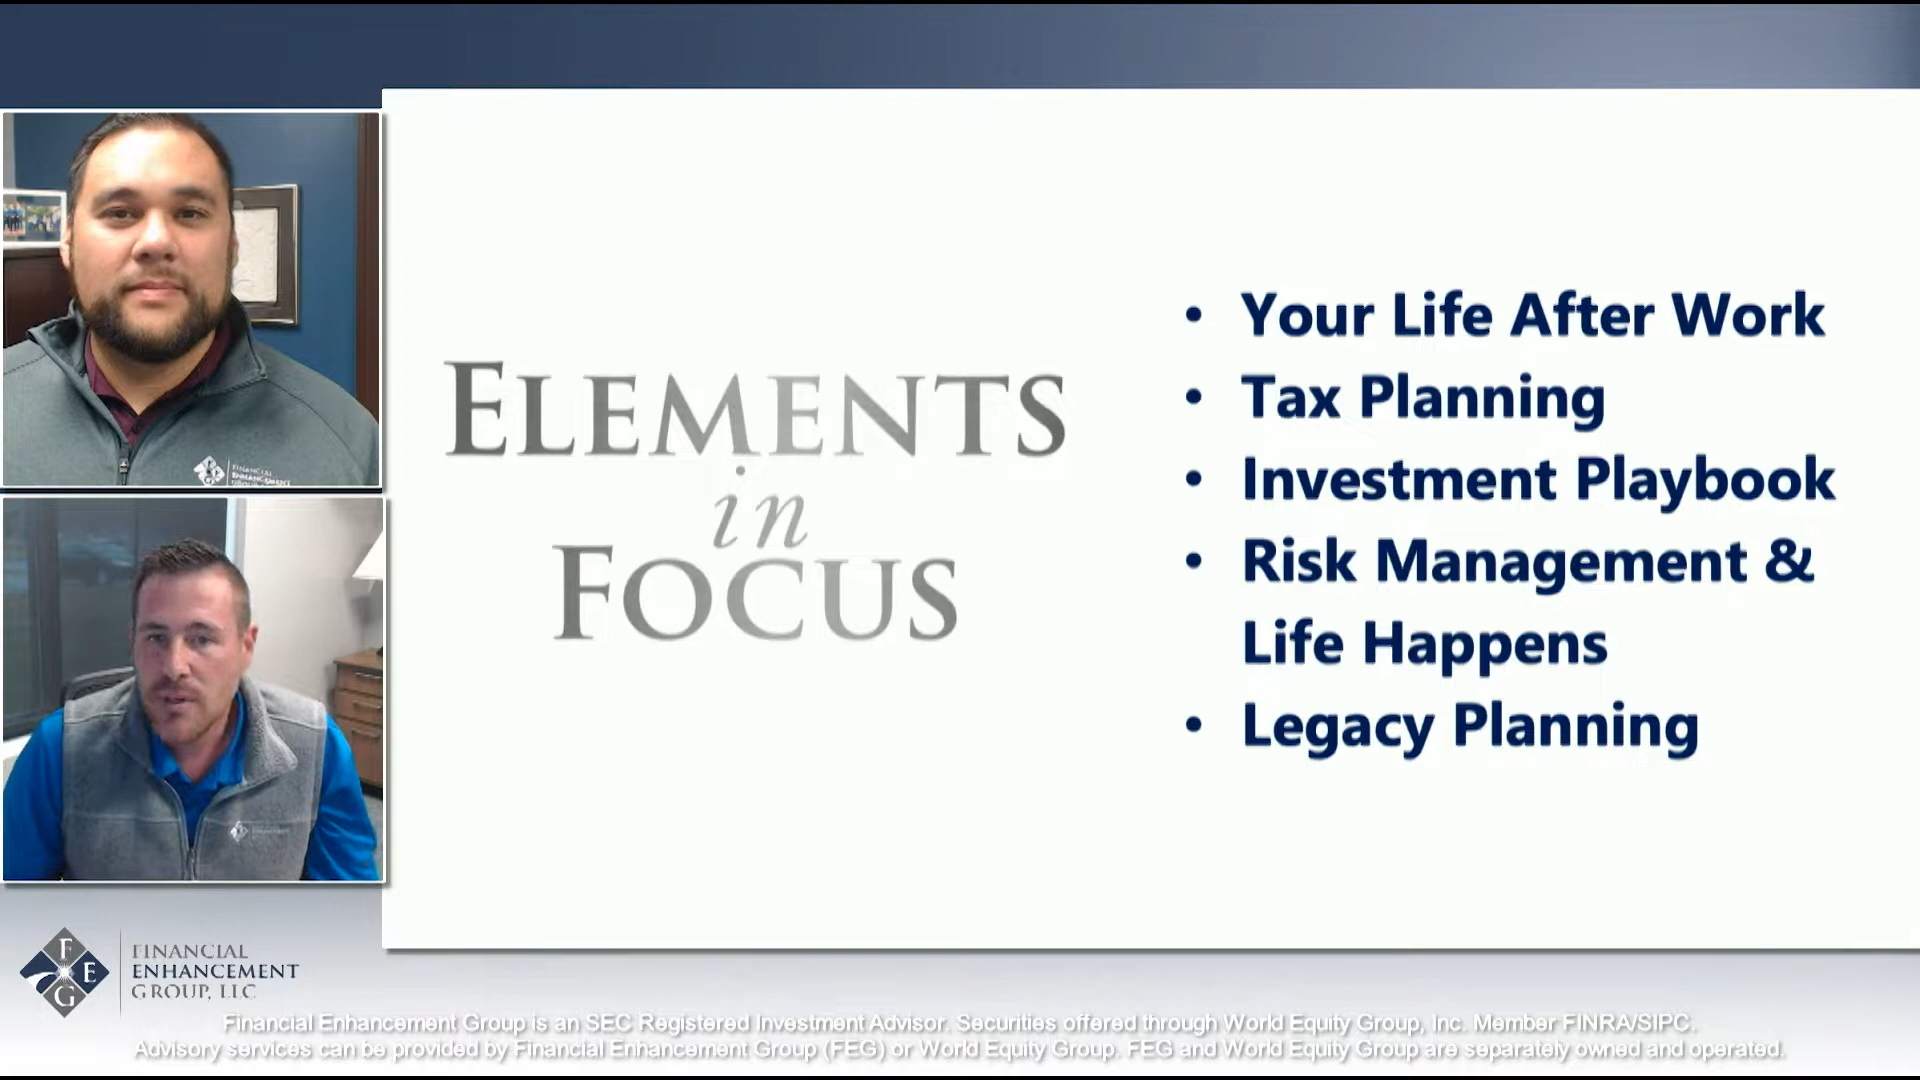 ELEMENTS
in
FOCUS
• Your Life After Work
• Tax Planning
• Investment Playbook
• Risk Management &
Life Happens
• Legacy Planning
FINANCIAL
ENHANCEMENT
F
E
G
FINANCIAL
ENHANCEMENT
GROUP, LLC
Financial Enhancement Group is an SEC Registered Investment Advisor. Securities offered through World Equity Group, Inc. Member FINRA/SIPC.
Advisory services can be provided by Financial Enhancement Group (FEG) or World Equity Group. FEG and World Equity Group are separately owned and operated.